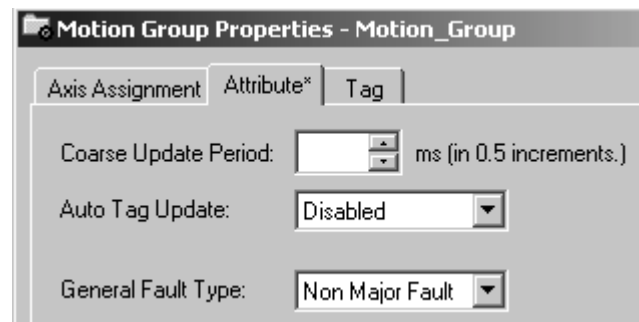 Motion Group Properties - Motion_Group
Axis Assignment Attribute* Tag
Coarse Update Period: ms (in 0.5 increments.)
Auto Tag Update: Disabled
General Fault Type: Non Major Fault